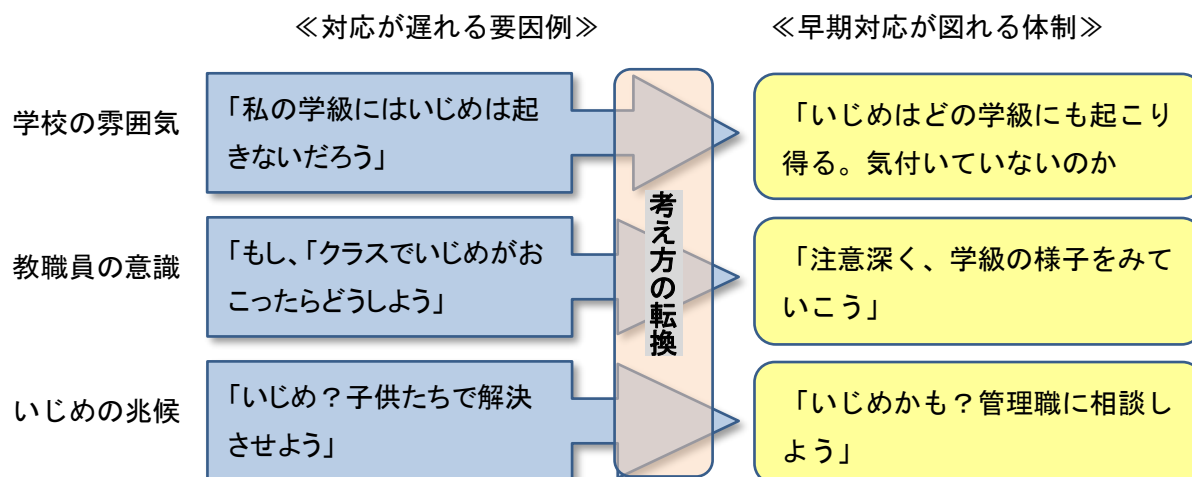 ≪対応が遅れる要因例≫
≪早期対応が図れる体制≫
学校の雰囲気
「私の学級にはいじめは起
きないだろう」
「いじめはどの学級にも起こり
得る。気付いていないのか
教職員の意識
「もし、「クラスでいじめがお
こったらどうしよう」
「注意深く、学級の様子をみて
いこう」
いじめの兆候
「いじめ？子供たちで解決
させよう」
「いじめかも？管理職に相談し
よう」
考え方の転換